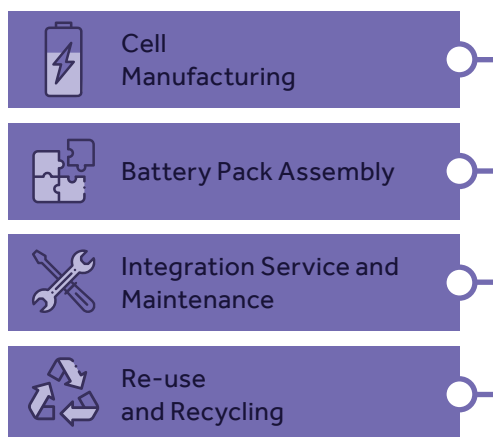 Cell
Manufacturing
Battery Pack Assembly
Integration Service and
Maintenance
Re-use
and Recycling